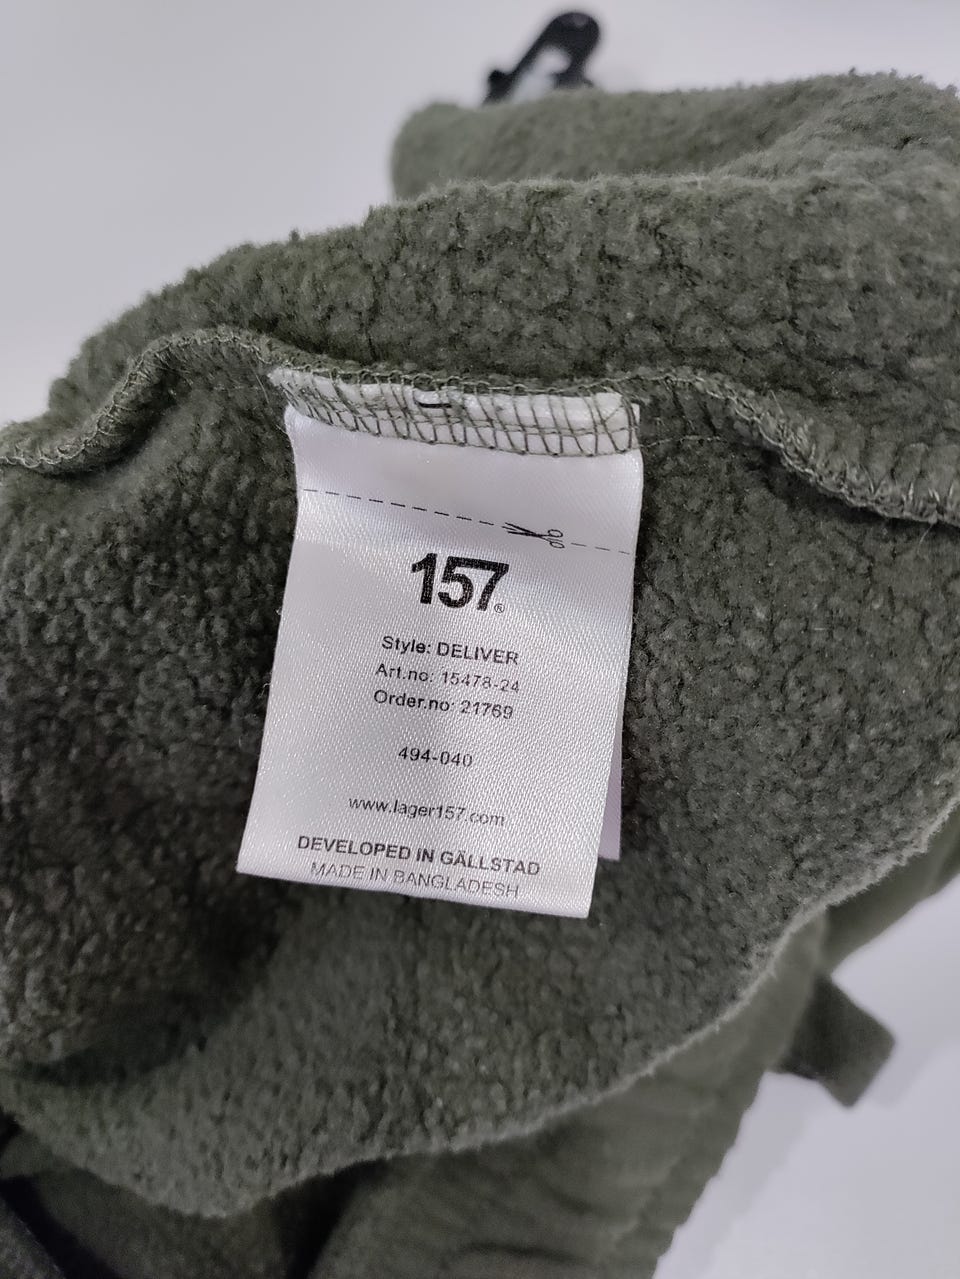 157®
Style: DELIVER
Art.no: 15478-24
Order.no: 21769
494-040
www.lager157.com
DEVELOPED IN GÄLLSTAD
MADE IN BANGLADESH